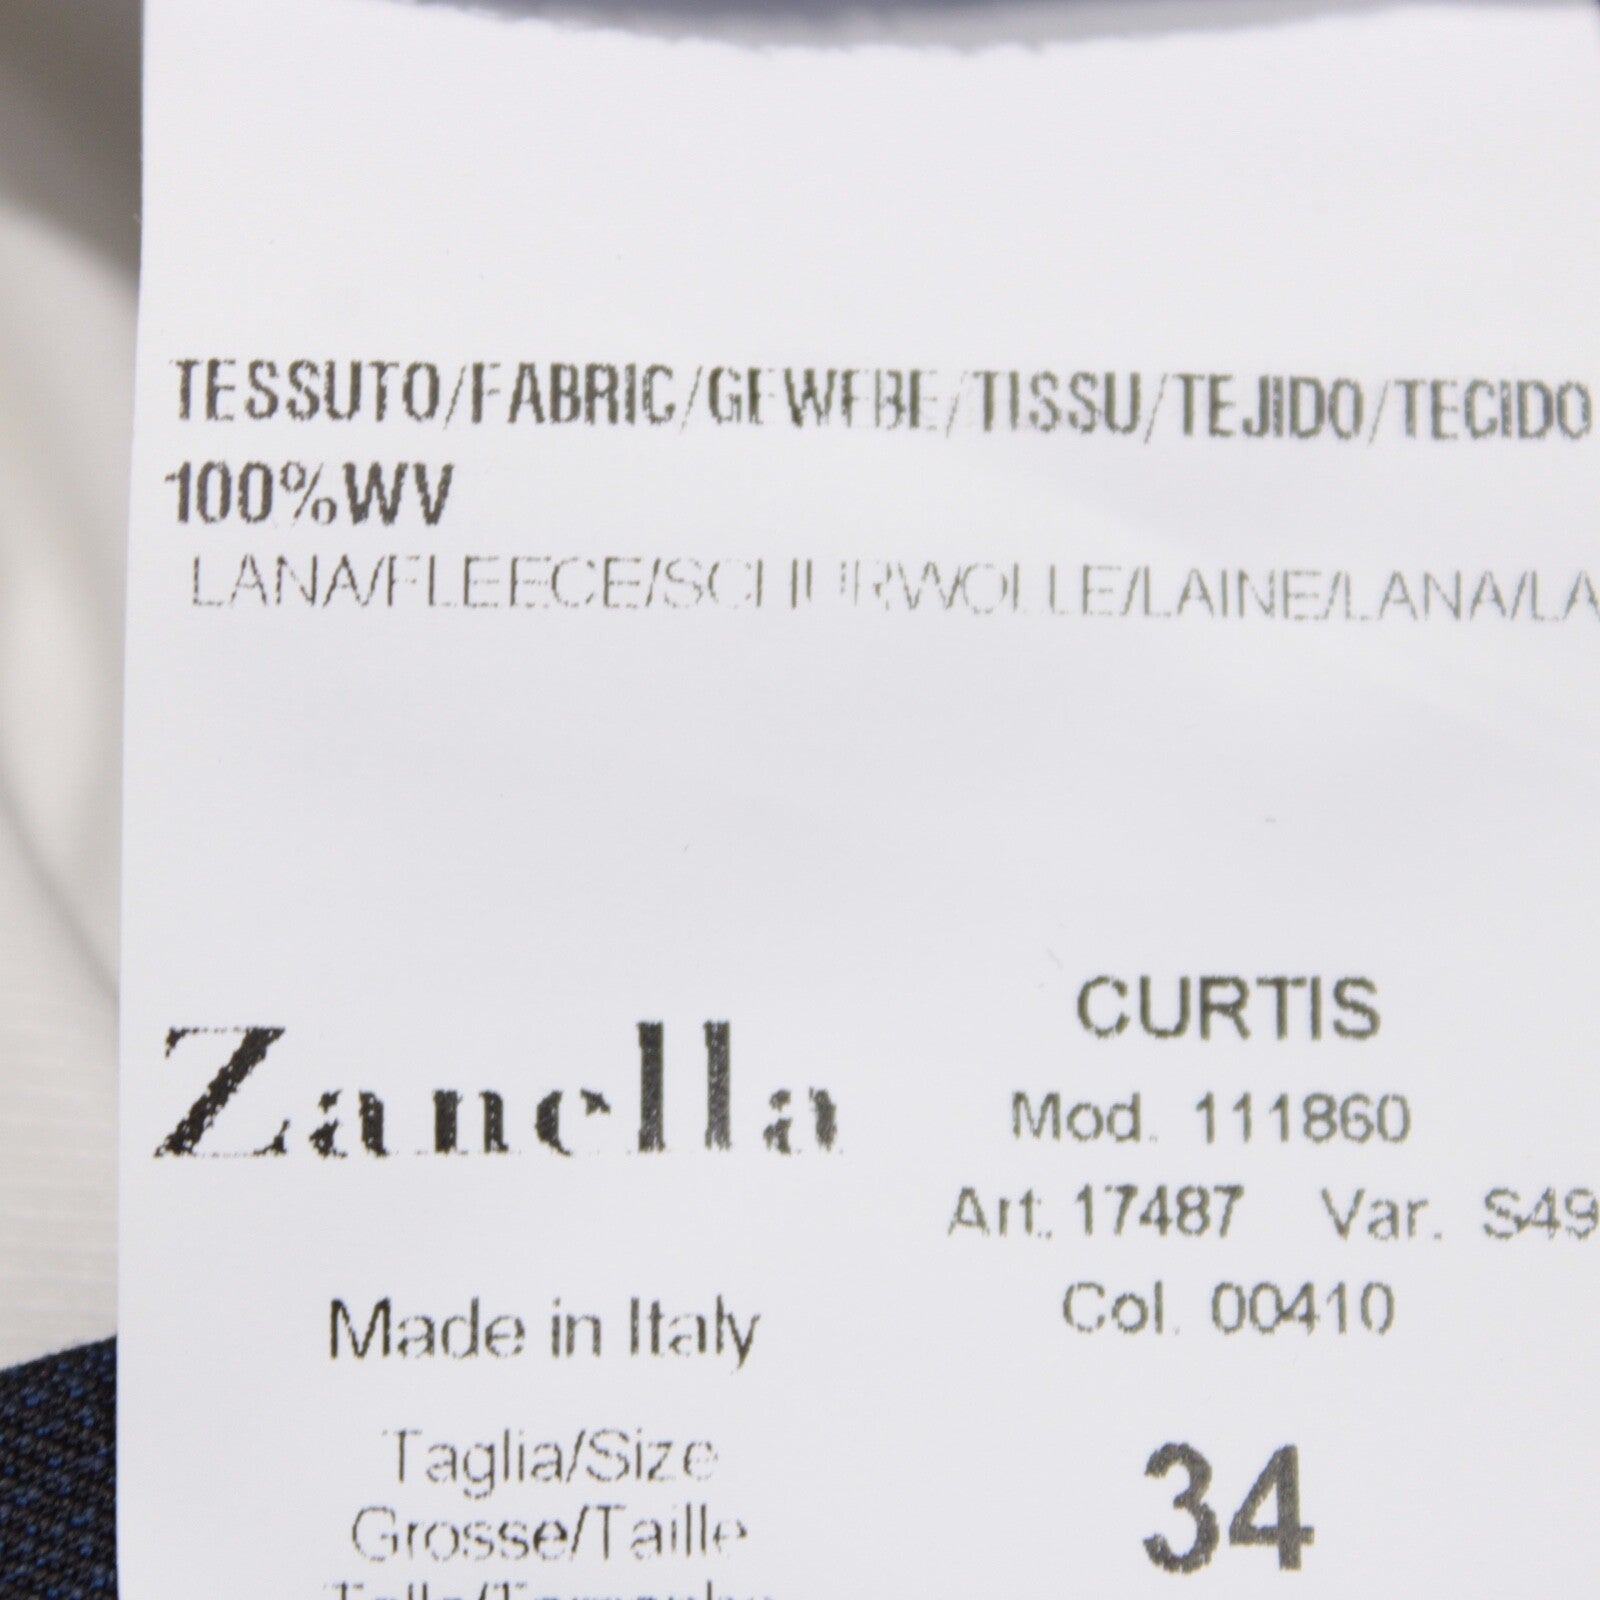 TESSUTO/FABRIC/GEWEBE/TISSU/TEJIDO/TECIDO
100%WV
LANA/FLEECE/SCHURWOLLE/LAINE/LANA/LA
Zanella
CURTIS
Mod. 111860
Art. 17487 Var. S49
Col. 00410
Made in Italy
Taglia/Size
34
Grosse/Taille